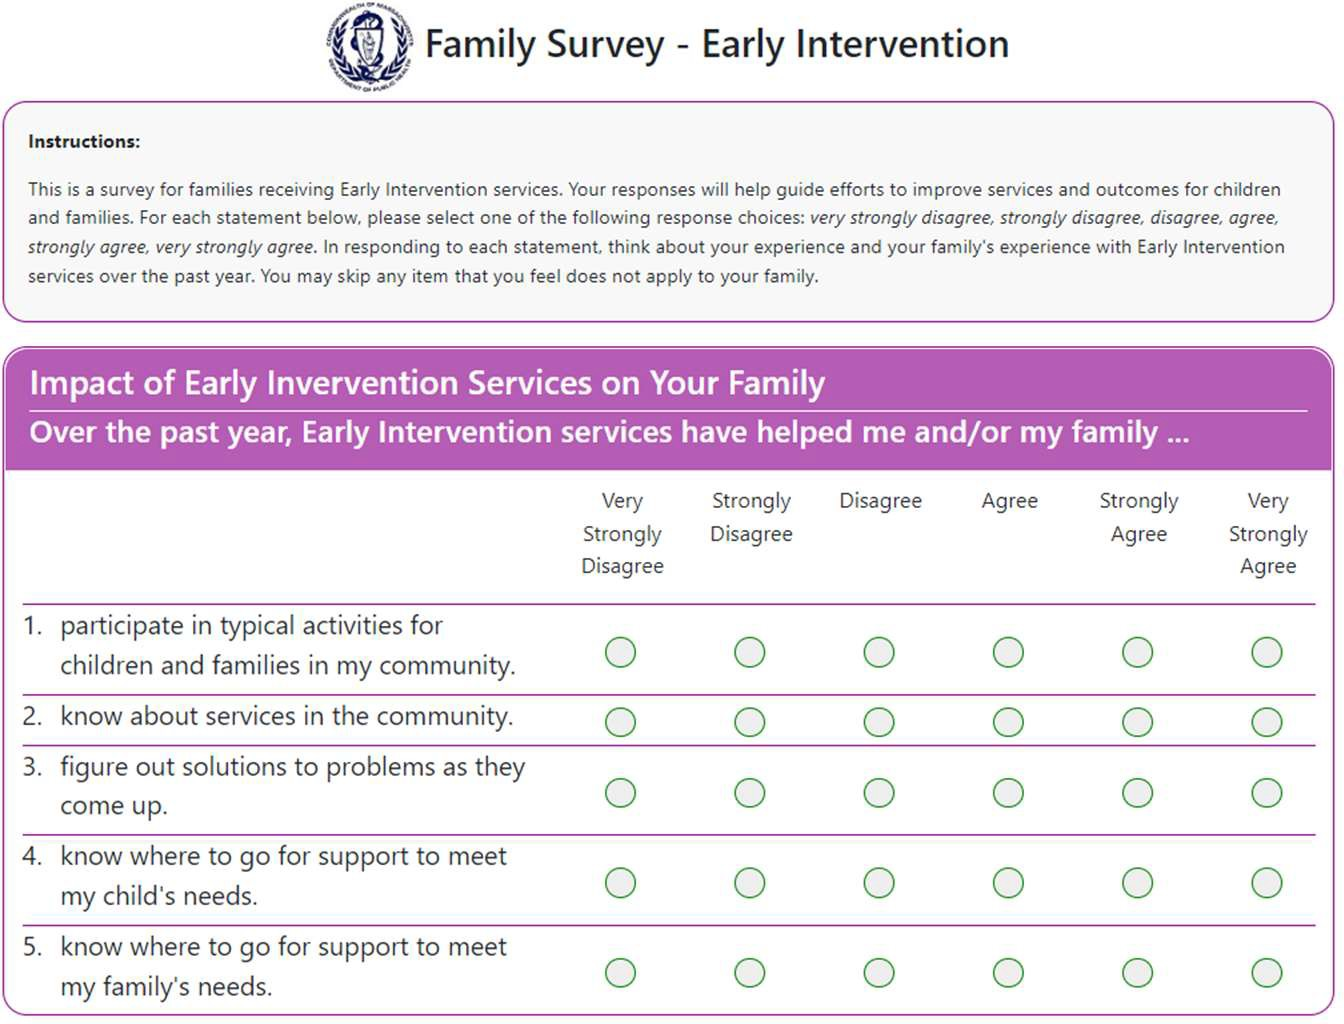 COMMONWEALTH OF MASSACHUSETTS
DEPARTMENT OF PUBLIC HEALTH
Family Survey - Early Intervention
Instructions:
This is a survey for families receiving Early Intervention services. Your responses will help guide efforts to improve services and outcomes for children
and families. For each statement below, please select one of the following response choices: very strongly disagree, strongly disagree, disagree, agree,
strongly agree, very strongly agree. In responding to each statement, think about your experience and your family's experience with Early Intervention
services over the past year. You may skip any item that you feel does not apply to your family.
Impact of Early Invervention Services on Your Family
Over the past year, Early Intervention services have helped me and/or my family ...
Very Strongly Disagree Agree Strongly Very
Strongly Disagree Agree Strongly
Disagree Agree
1. participate in typical activities for
children and families in my community.
2. know about services in the community.
3. figure out solutions to problems as they
come up.
4. know where to go for support to meet
my child's needs.
5. know where to go for support to meet
my family's needs.